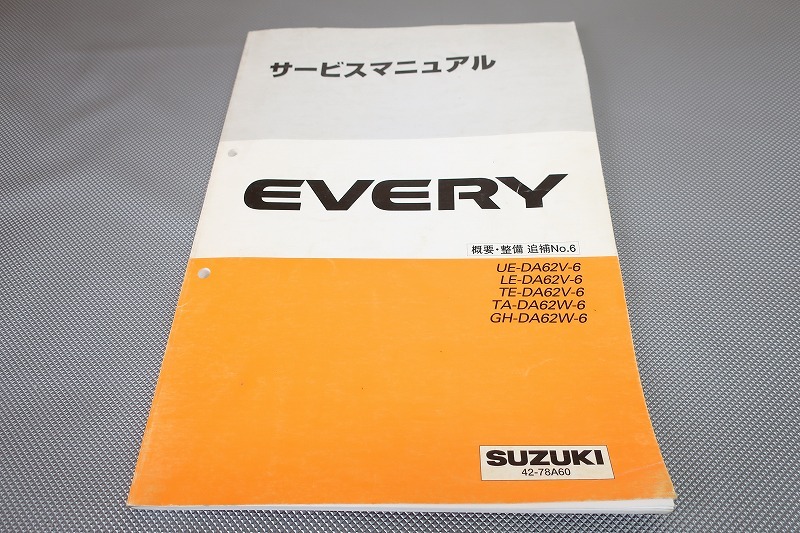 サービスマニュアル
EVERY
概要・整備 追補No.6
UE-DA62V-6
LE-DA62V-6
TE-DA62V-6
TA-DA62W-6
GH-DA62W-6
SUZUKI
42-78A60